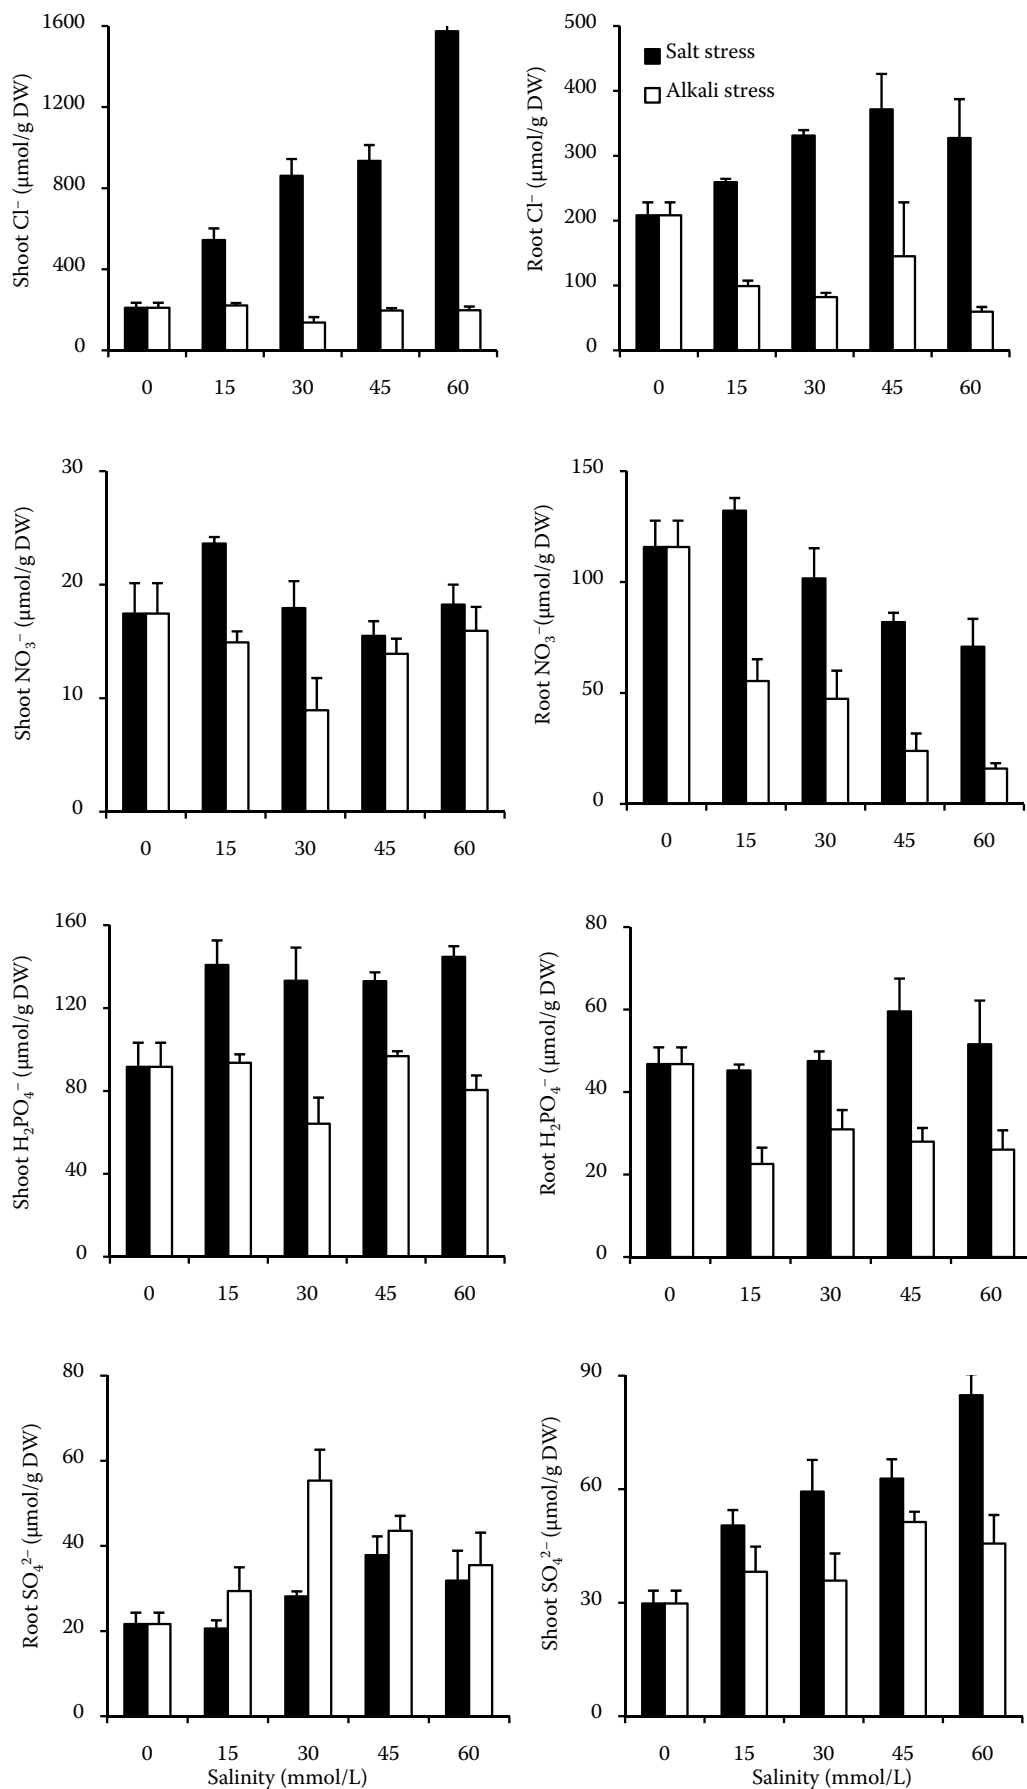 Shoot Cl⁻ (μmol/g DW)
1600
1200
800
400
0
0 15 30 45 60
Root Cl⁻ (μmol/g DW)
500
400
300
200
100
0
Salt stress
Alkali stress
0 15 30 45 60
Shoot NO₃⁻ (μmol/g DW)
30
20
10
0
0 15 30 45 60
Root NO₃⁻(μmol/g DW)
150
100
50
0
0 15 30 45 60
Shoot H₂PO₄⁻ (μmol/g DW)
160
120
80
40
0
0 15 30 45 60
Root H₂PO₄⁻ (μmol/g DW)
80
60
40
20
0
0 15 30 45 60
Root SO₄²⁻ (μmol/g DW)
80
60
40
20
0
0 15 30 45 60
Salinity (mmol/L)
Shoot SO₄²⁻ (μmol/g DW)
90
60
30
0
0 15 30 45 60
Salinity (mmol/L)